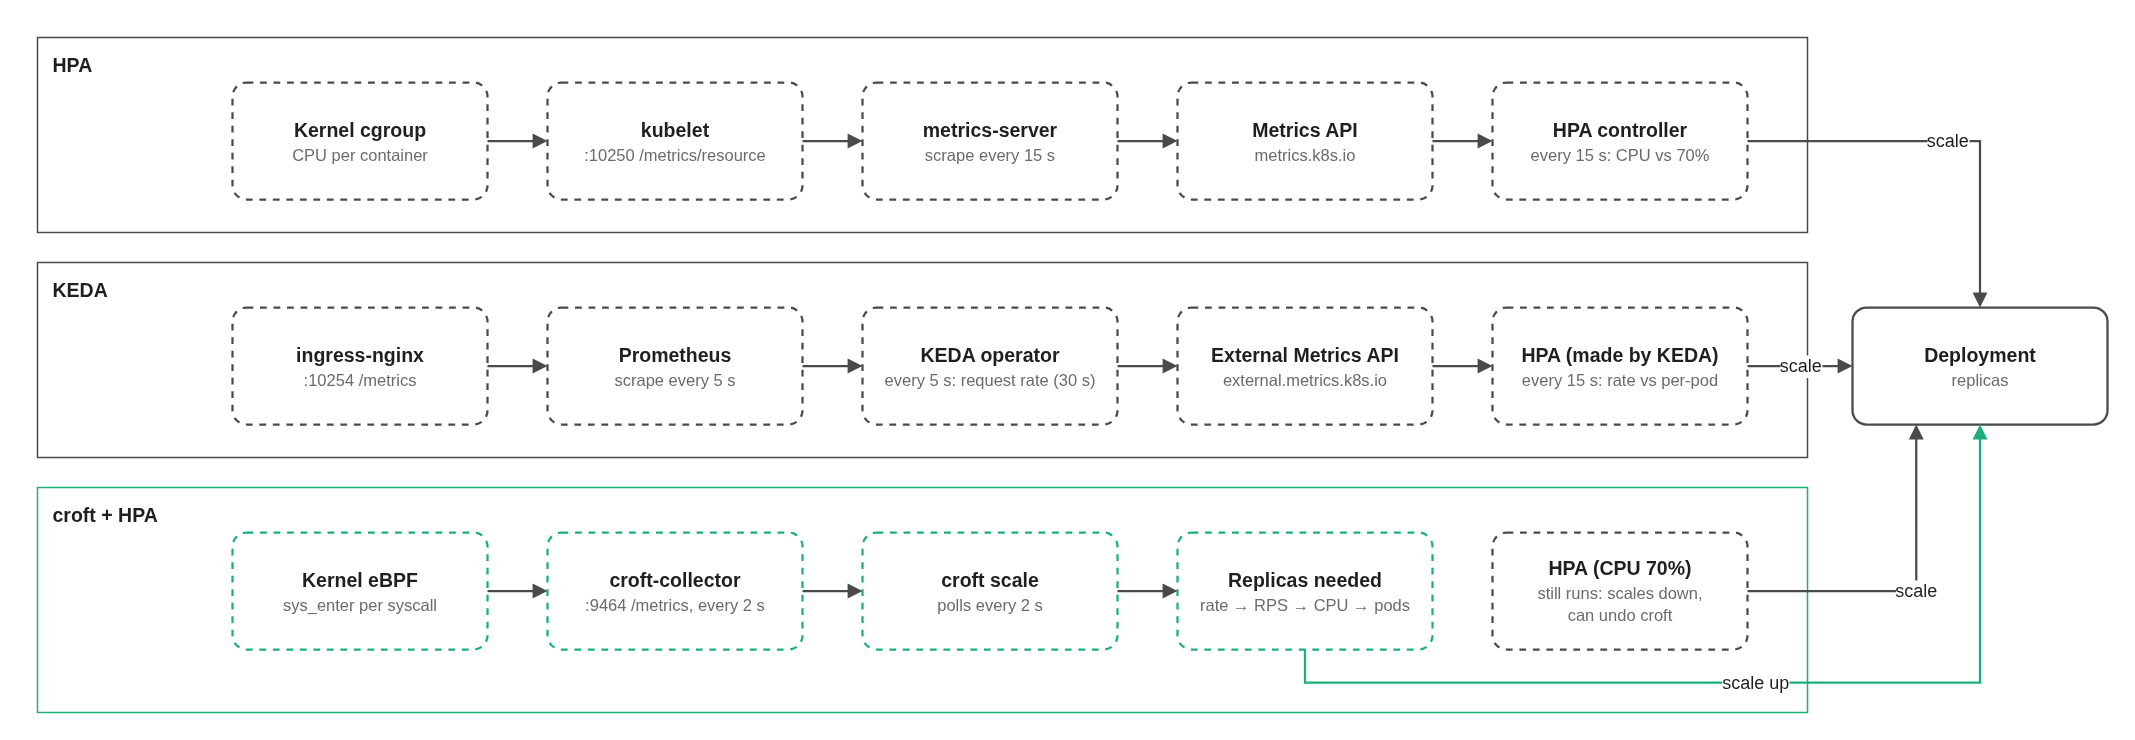 HPA
Kernel cgroup
CPU per container
kubelet
:10250 /metrics/resource
metrics-server
scrape every 15 s
Metrics API
metrics.k8s.io
HPA controller
every 15 s: CPU vs 70%
scale
KEDA
ingress-nginx
:10254 /metrics
Prometheus
scrape every 5 s
KEDA operator
every 5 s: request rate (30 s)
External Metrics API
external.metrics.k8s.io
HPA (made by KEDA)
every 15 s: rate vs per-pod
scale
Deployment
replicas
croft + HPA
Kernel eBPF
sys_enter per syscall
croft-collector
:9464 /metrics, every 2 s
croft scale
polls every 2 s
Replicas needed
rate → RPS → CPU → pods
HPA (CPU 70%)
still runs: scales down,
can undo croft
scale
scale up